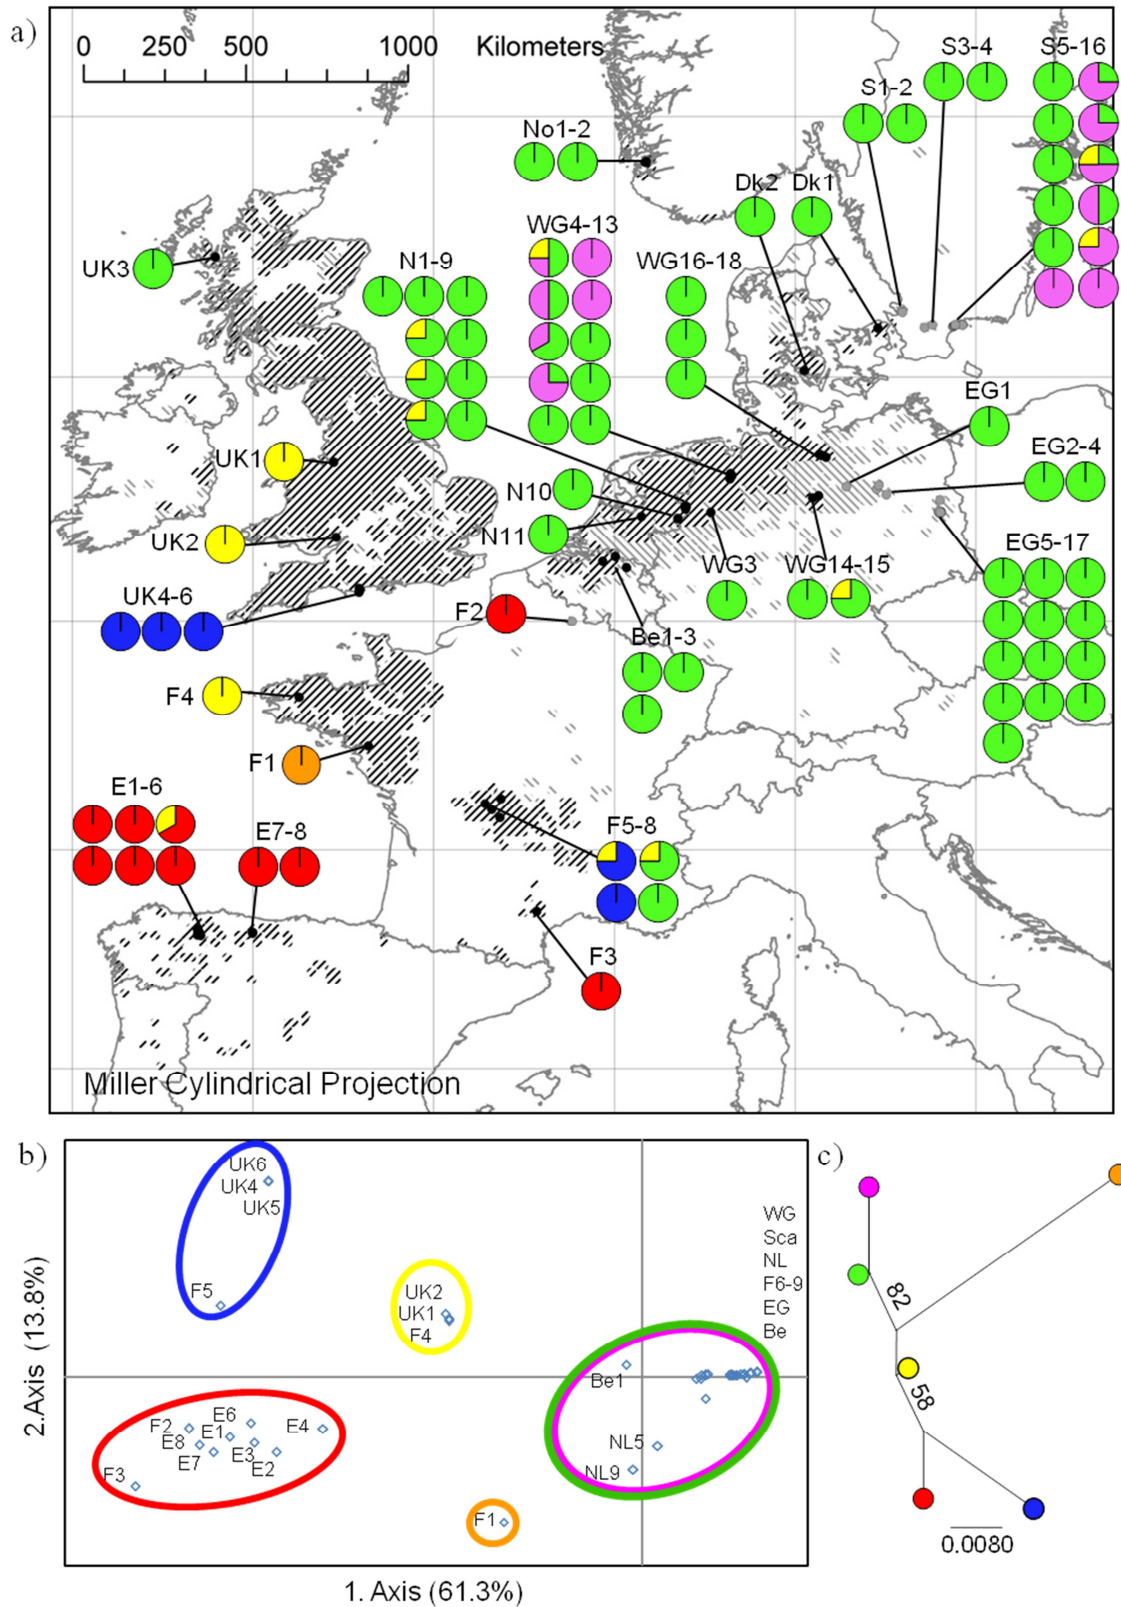 a)
0 250 500 1000 Kilometers
S3-4 S5-16
S1-2
No1-2
Dk2 Dk1
UK3
N1-9
WG4-13
WG16-18
EG1
UK1
N10
EG2-4
UK2
N11
WG3
WG14-15
EG5-17
UK4-6
F2
Be1-3
F4
F1
E1-6
E7-8
F5-8
F3
Miller Cylindrical Projection
b)
2.Axis (13.8%)
UK6
UK4
UK5
F5
UK2
UK1
F4
WG
Sca
NL
F6-9
EG
Be
Be1
F2
E6
E1
E4
E8
E3
E7
E2
F3
NL5
NL9
F1
1. Axis (61.3%)
c)
82
58
0.0080